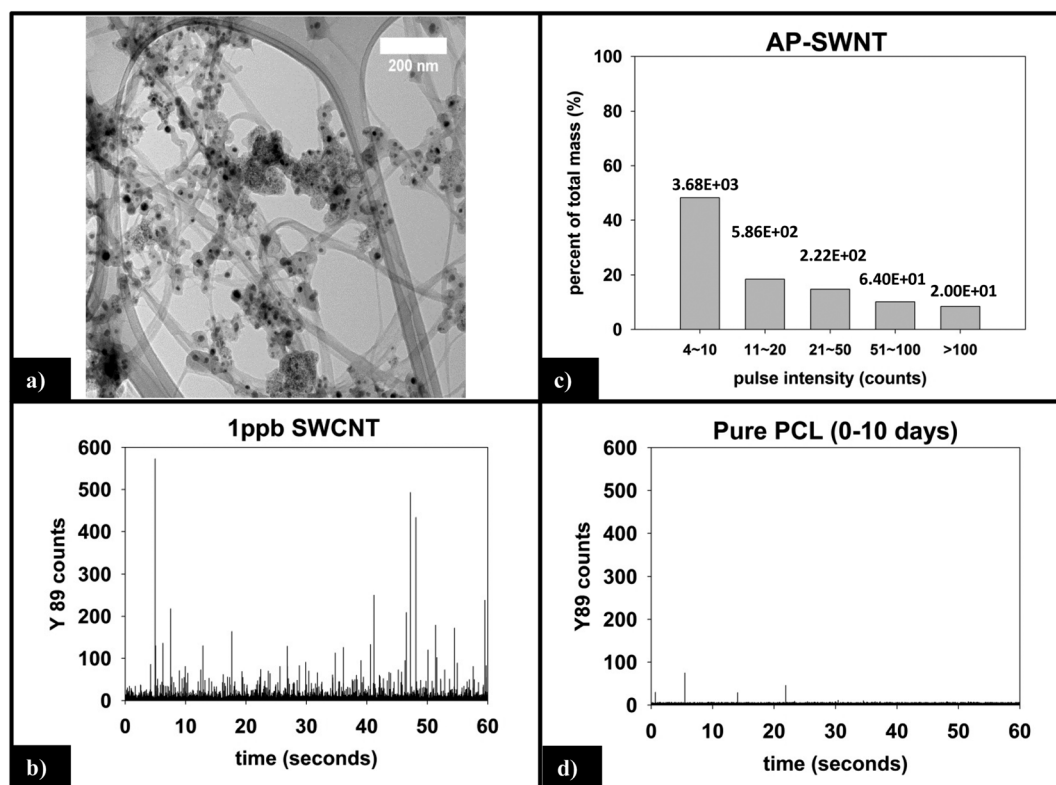 200 nm
a)
AP-SWNT
percent of total mass (%)
100
80
60
40
20
0
3.68E+03
5.86E+02
2.22E+02
6.40E+01
2.00E+01
4~10 11~20 21~50 51~100 >100
pulse intensity (counts)
c)
1ppb SWCNT
Y 89 counts
600
500
400
300
200
100
0
0 10 20 30 40 50 60
time (seconds)
b)
Pure PCL (0-10 days)
Y89 counts
600
500
400
300
200
100
0
0 10 20 30 40 50 60
time (seconds)
d)